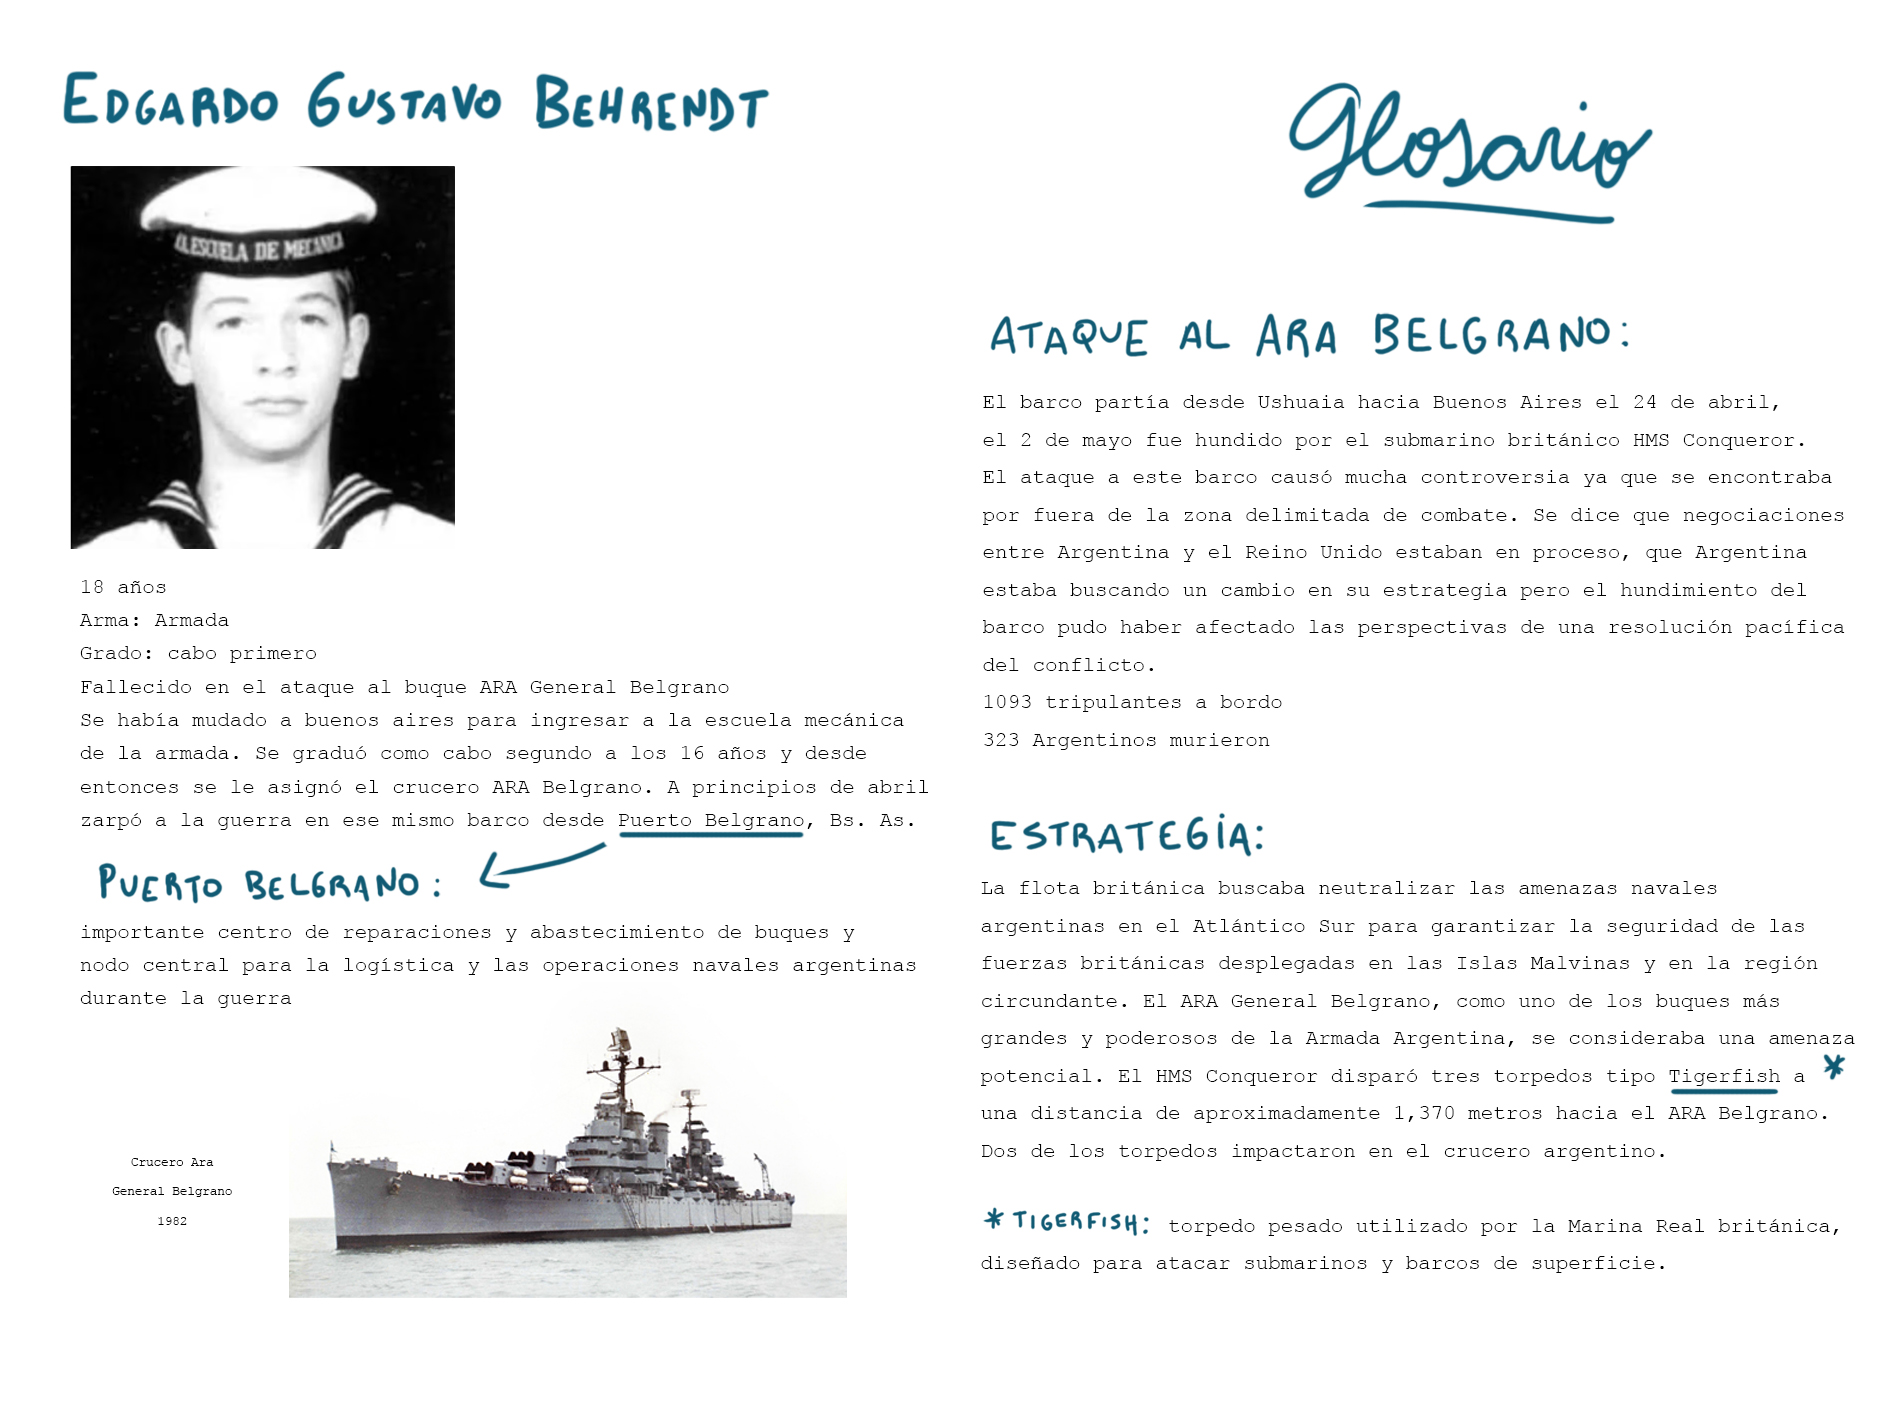 EDGARDO GUSTAVO BEHRENDT
LESCUELA DE MECANICA
18 años
Arma: Armada
Grado: cabo primero
Fallecido en el ataque al buque ARA General Belgrano
Se había mudado a buenos aires para ingresar a la escuela mecánica
de la armada. Se graduó como cabo segundo a los 16 años y desde
entonces se le asignó el crucero ARA Belgrano. A principios de abril
zarpó a la guerra en ese mismo barco desde Puerto Belgrano, Bs. As.
PUERTO BELGRANO:
importante centro de reparaciones y abastecimiento de buques y
nodo central para la logística y las operaciones navales argentinas
durante la guerra
Crucero Ara
General Belgrano
1982
Glosario
ATAQUE AL ARA BELGRANO:
El barco partía desde Ushuaia hacia Buenos Aires el 24 de abril,
el 2 de mayo fue hundido por el submarino británico HMS Conqueror.
El ataque a este barco causó mucha controversia ya que se encontraba
por fuera de la zona delimitada de combate. Se dice que negociaciones
entre Argentina y el Reino Unido estaban en proceso, que Argentina
estaba buscando un cambio en su estrategia pero el hundimiento del
barco pudo haber afectado las perspectivas de una resolución pacífica
del conflicto.
1093 tripulantes a bordo
323 Argentinos murieron
ESTRATEGÍA:
La flota británica buscaba neutralizar las amenazas navales
argentinas en el Atlántico Sur para garantizar la seguridad de las
fuerzas británicas desplegadas en las Islas Malvinas y en la región
circundante. El ARA General Belgrano, como uno de los buques más
grandes y poderosos de la Armada Argentina, se consideraba una amenaza
potencial. El HMS Conqueror disparó tres torpedos tipo Tigerfish a *
una distancia de aproximadamente 1,370 metros hacia el ARA Belgrano.
Dos de los torpedos impactaron en el crucero argentino.
* TIGERFISH: torpedo pesado utilizado por la Marina Real británica,
diseñado para atacar submarinos y barcos de superficie.